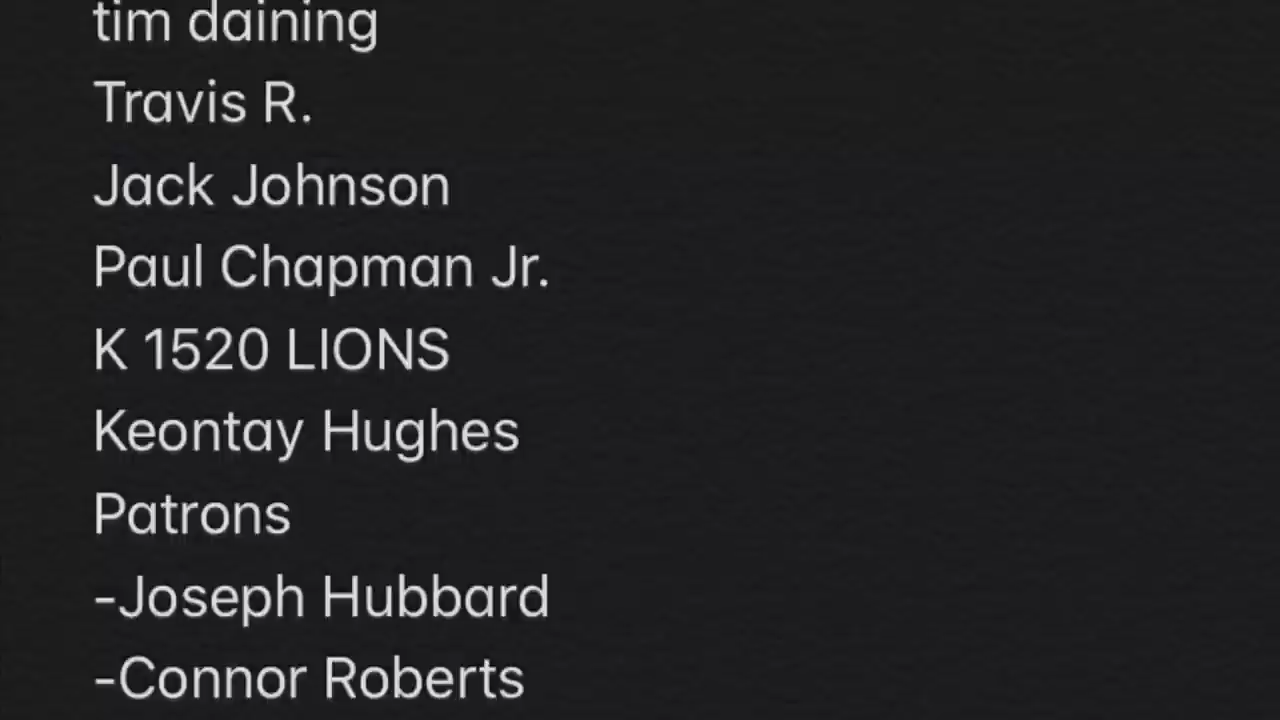 tim daining
Travis R.
Jack Johnson
Paul Chapman Jr.
K 1520 LIONS
Keontay Hughes
Patrons
-Joseph Hubbard
-Connor Roberts